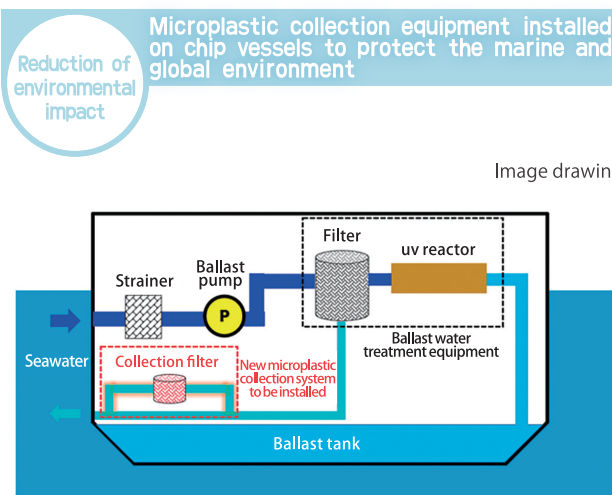 Microplastic collection equipment installed
on chip vessels to protect the marine and
global environment
Reduction of
environmental
impact
Image drawin
Filter
uv reactor
Ballast
pump
Strainer
P
Ballast water
treatment equipment
Seawater
Collection filter
New microplastic
collection system
to be installed
Ballast tank